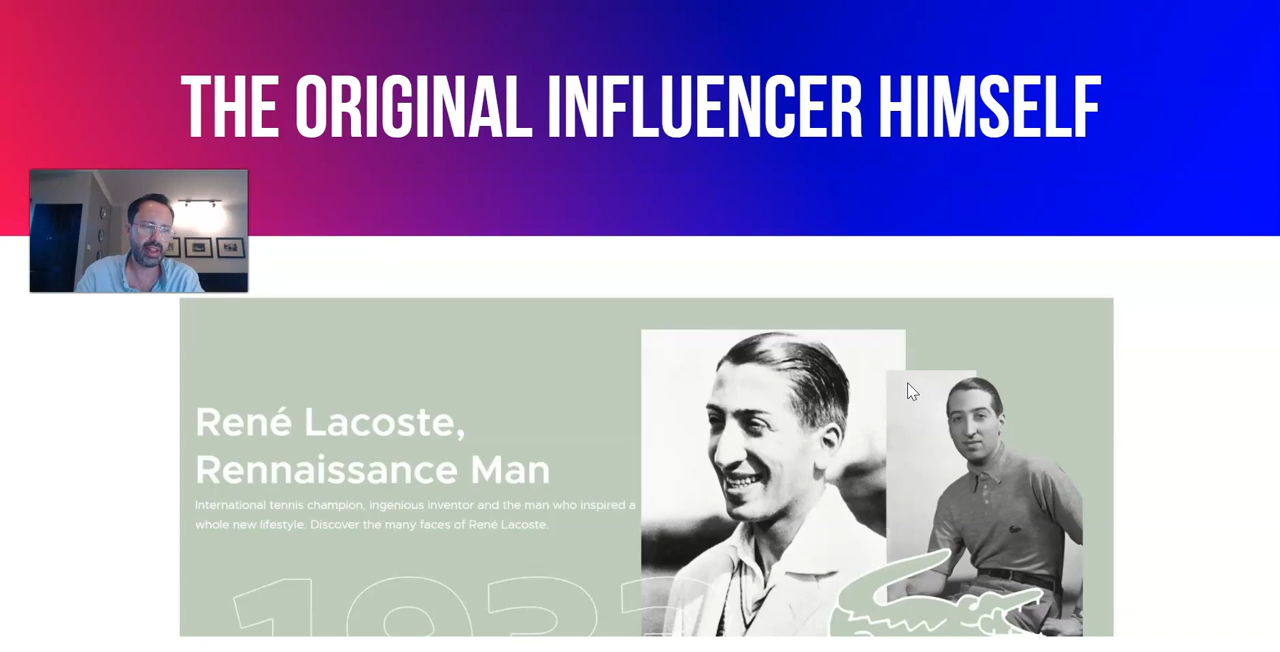 THE ORIGINAL INFLUENCER HIMSELF
René Lacoste,
Rennaissance Man
International tennis champion, ingenious inventor and the man who inspired a
whole new lifestyle. Discover the many faces of René Lacoste.